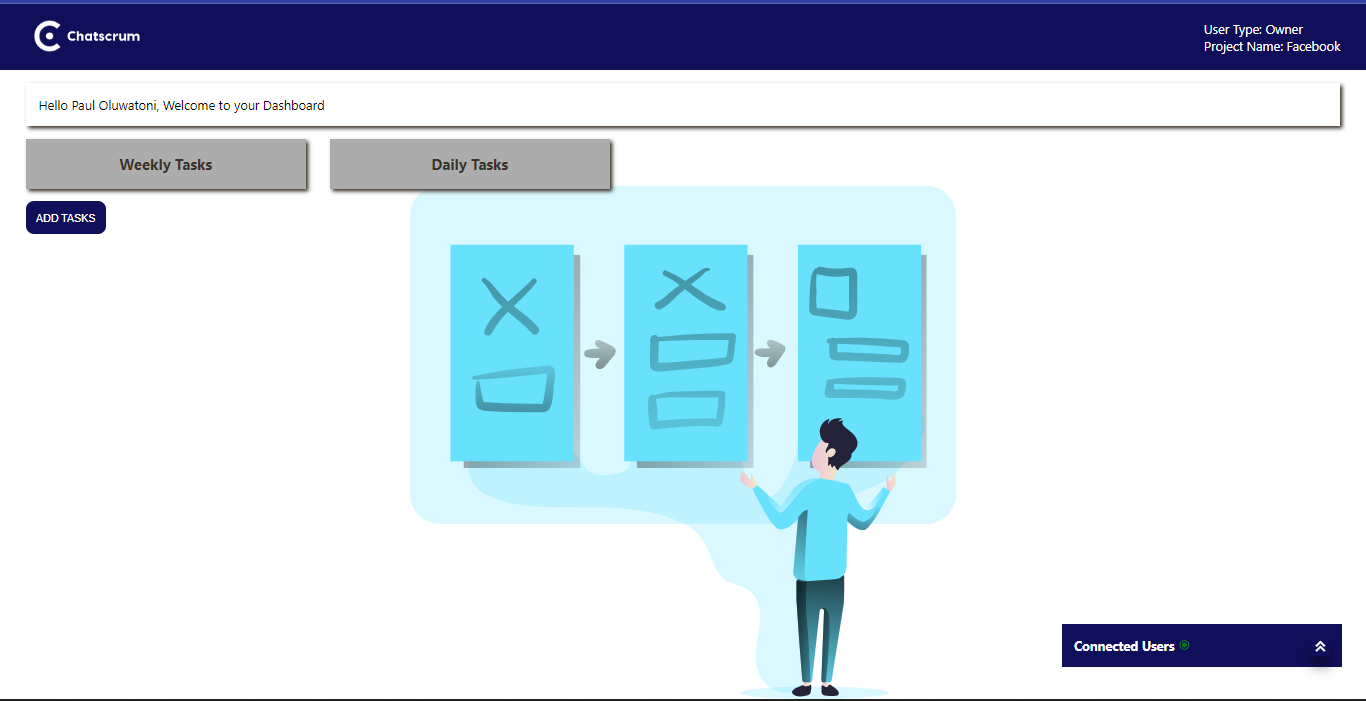 Chatscrum
User Type: Owner
Project Name: Facebook
Hello Paul Oluwatoni, Welcome to your Dashboard
Weekly Tasks
Daily Tasks
ADD TASKS
Connected Users